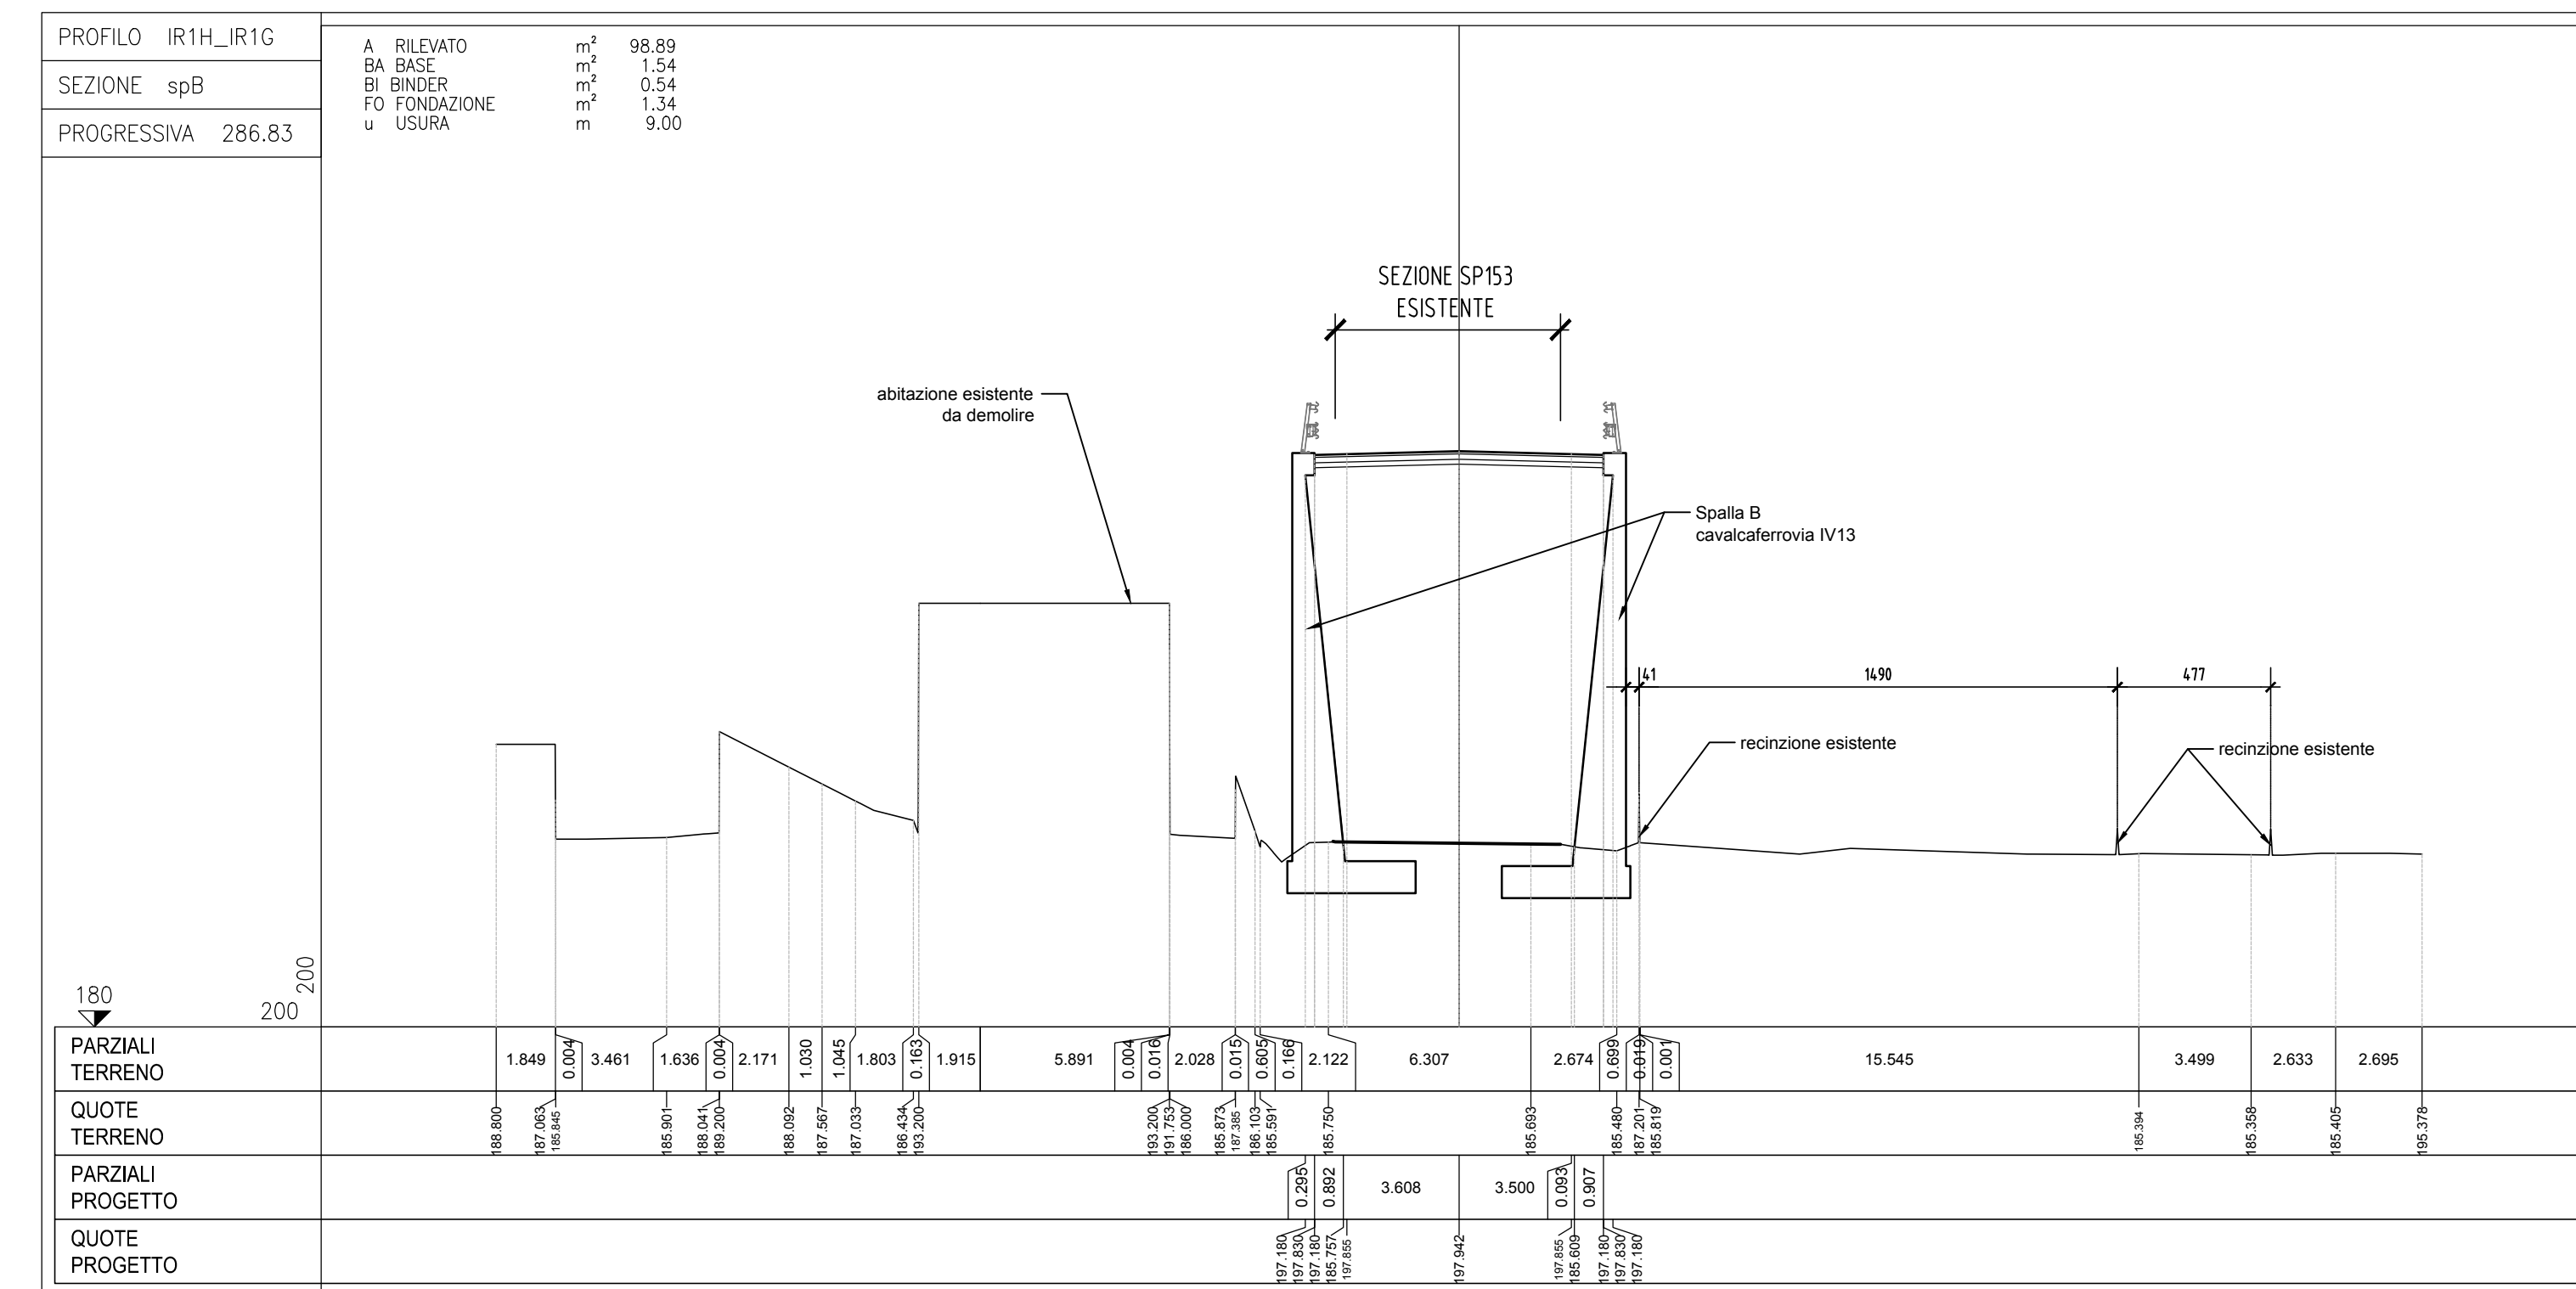 PROFILO IR1H_IR1G
SEZIONE spB
PROGRESSIVA 286.83
A RILEVATO m² 98.89
BA BASE m² 1.54
BI BINDER m² 0.54
FO FONDAZIONE m² 1.34
u USURA m 9.00
SEZIONE SP153
ESISTENTE
abitazione esistente
da demolire
Spalla B
cavalcaferrovia IV13
41 1490 477
recinzione esistente
recinzione esistente
200
180
200
PARZIALI
TERRENO
1.849 0.004 3.461 1.636 0.004 2.171 1.030 1.045 1.803 0.163 1.915 5.891 0.004 0.016 2.028 0.015 0.605 0.166 2.122 6.307 2.674 0.699 0.019 0.001 15.545 3.499 2.633 2.695
QUOTE
TERRENO
188.800 187.063 185.845 185.901 188.041 189.200 188.092 187.567 187.033 186.434 193.200 193.200 191.753 186.000 185.873 187.385 186.103 185.591 185.750 185.693 185.480 187.201 185.819 185.394 185.358 185.405 195.378
PARZIALI
PROGETTO
0.295 0.892 3.608 3.500 0.093 0.907
QUOTE
PROGETTO
197.180 197.830 197.180 185.757 197.855 197.942 197.855 185.609 197.180 197.830 197.180